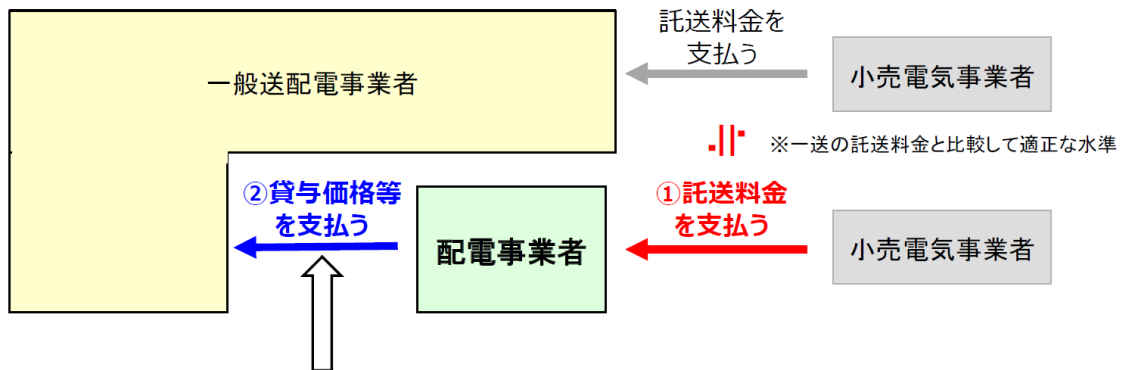 託送料金を
支払う
一般送配電事業者
小売電気事業者
※一送の託送料金と比較して適正な水準
②貸与価格等
を支払う
①託送料金
を支払う
配電事業者
小売電気事業者